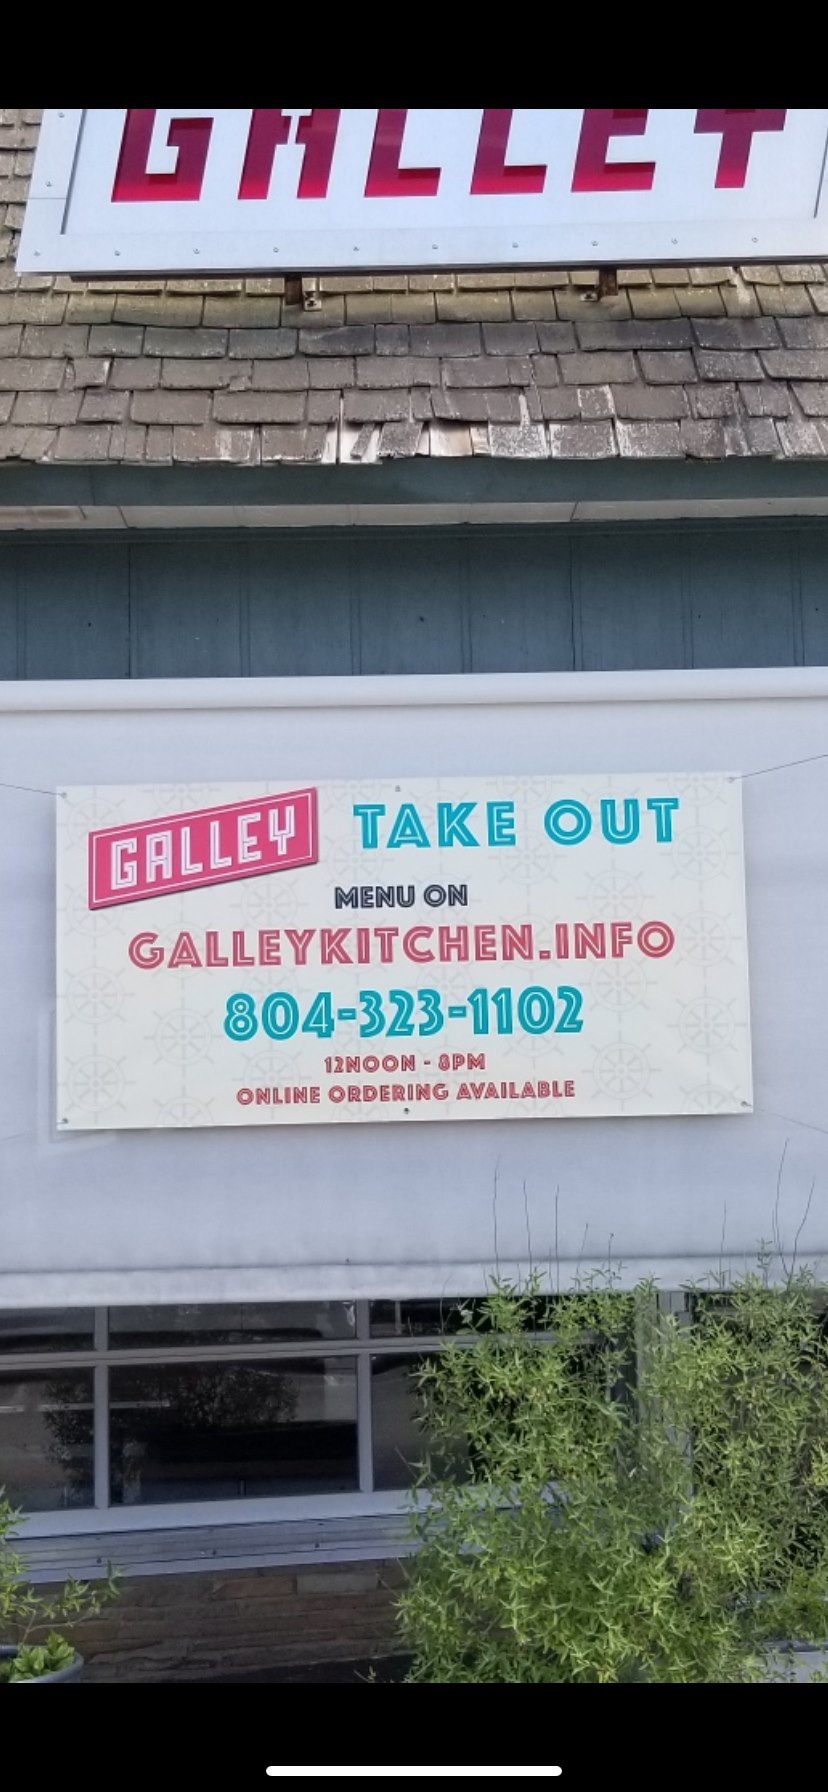 GALLEY
GALLEY
TAKE OUT
MENU ON
GALLEYKITCHEN.INFO
804-323-1102
12NOON - 8PM
ONLINE ORDERING AVAILABLE